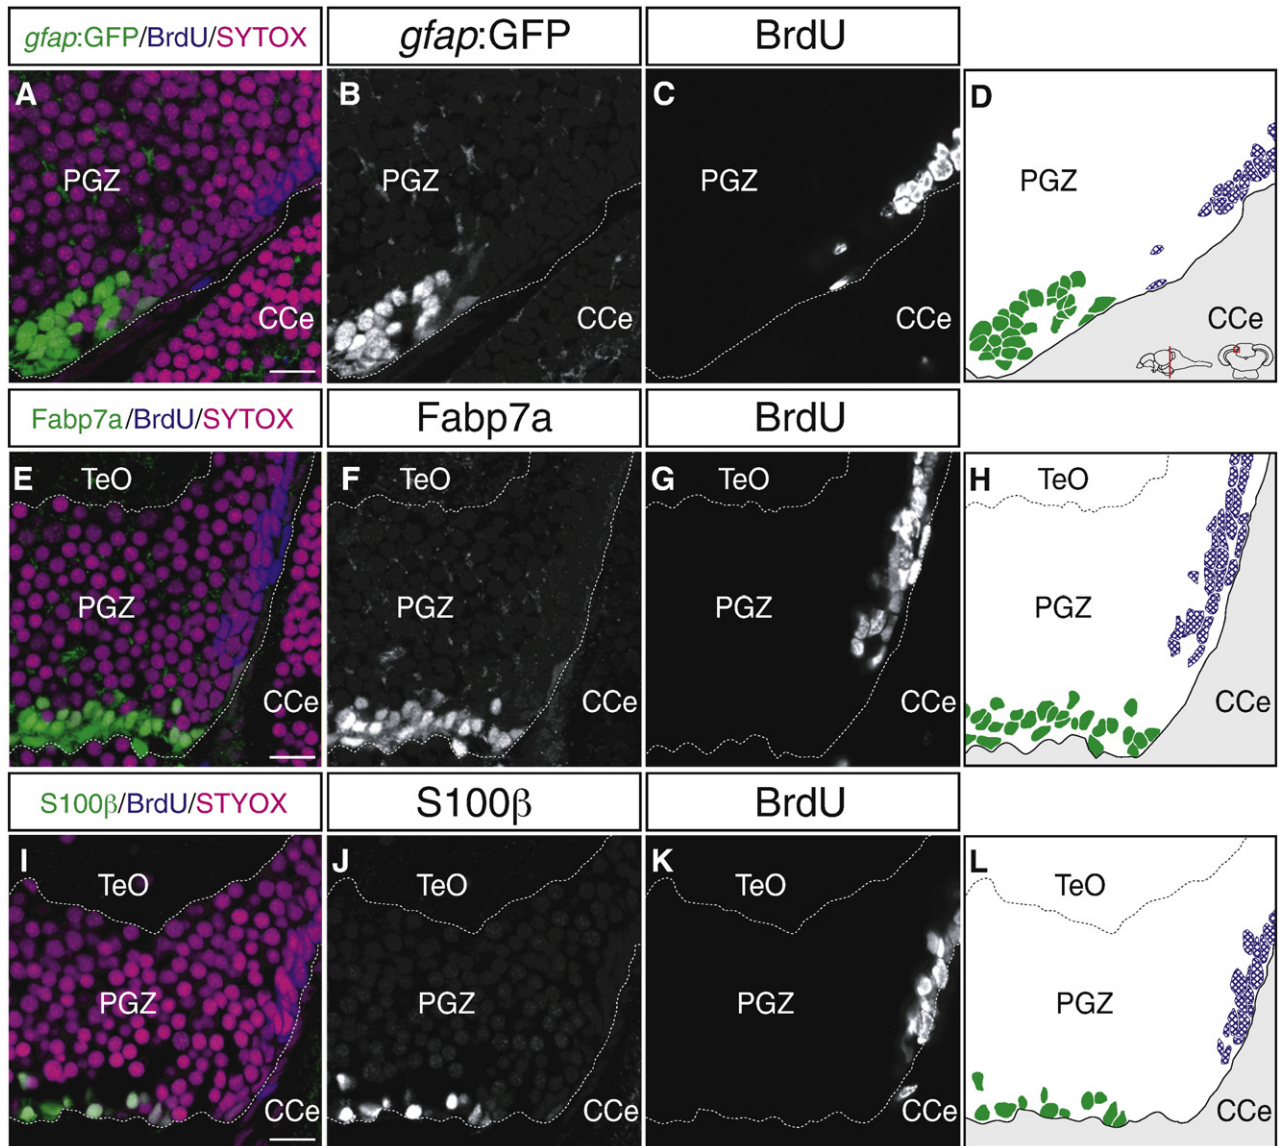 gfap:GFP/BrdU/SYTOX
gfap:GFP
BrdU
A
PGZ
CCe
B
PGZ
CCe
C
PGZ
CCe
D
PGZ
CCe
Fabp7a/BrdU/SYTOX
Fabp7a
BrdU
E
TeO
PGZ
CCe
F
TeO
PGZ
CCe
G
TeO
PGZ
CCe
H
TeO
PGZ
CCe
S100β/BrdU/STYOX
S100β
BrdU
I
TeO
PGZ
CCe
J
TeO
PGZ
CCe
K
TeO
PGZ
CCe
L
TeO
PGZ
CCe